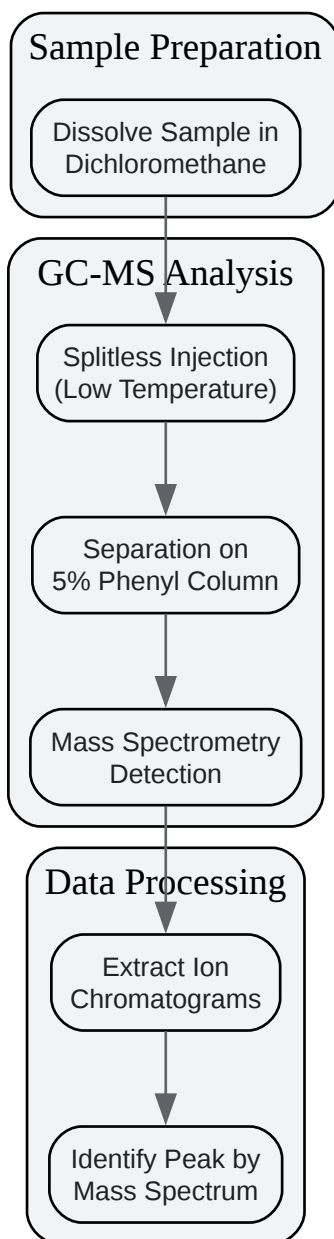 Sample Preparation
Dissolve Sample in
Dichloromethane
GC-MS Analysis
Splitless Injection
(Low Temperature)
Separation on
5% Phenyl Column
Mass Spectrometry
Detection
Data Processing
Extract Ion
Chromatograms
Identify Peak by
Mass Spectrum